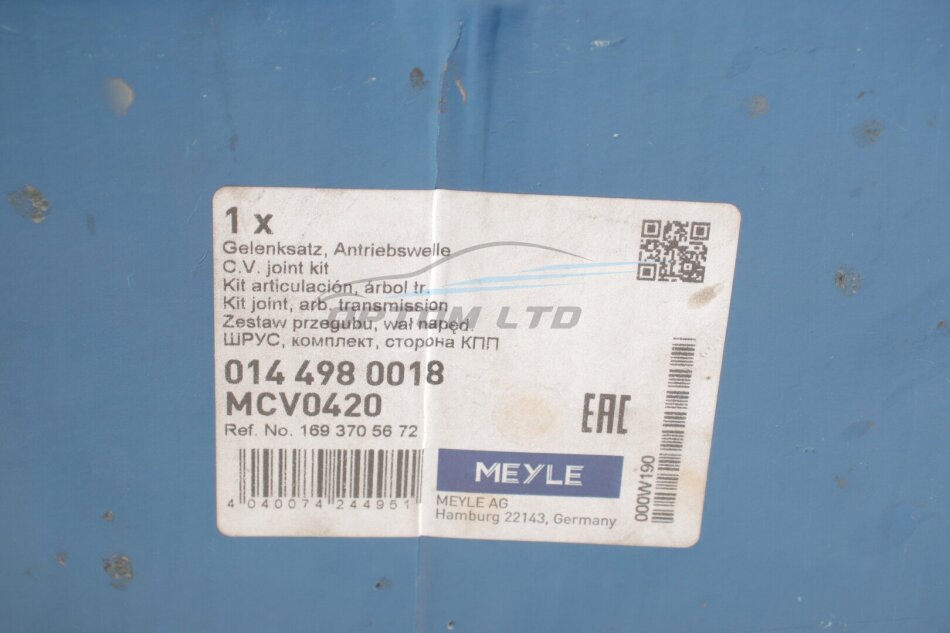 1 x
Gelenksatz, Antriebswelle
C.V. joint kit
Kit articulación, árbol tr.
Kit joint, arb. transmission
Zestaw przegubu, wał napęd.
ШРУС, комплект, сторона КПП
OPTOM LTD
014 498 0018
MCV0420
Ref. No. 169 370 56 72
EAC
4 040074 244951
MEYLE
MEYLE AG
Hamburg 22143, Germany
000W190